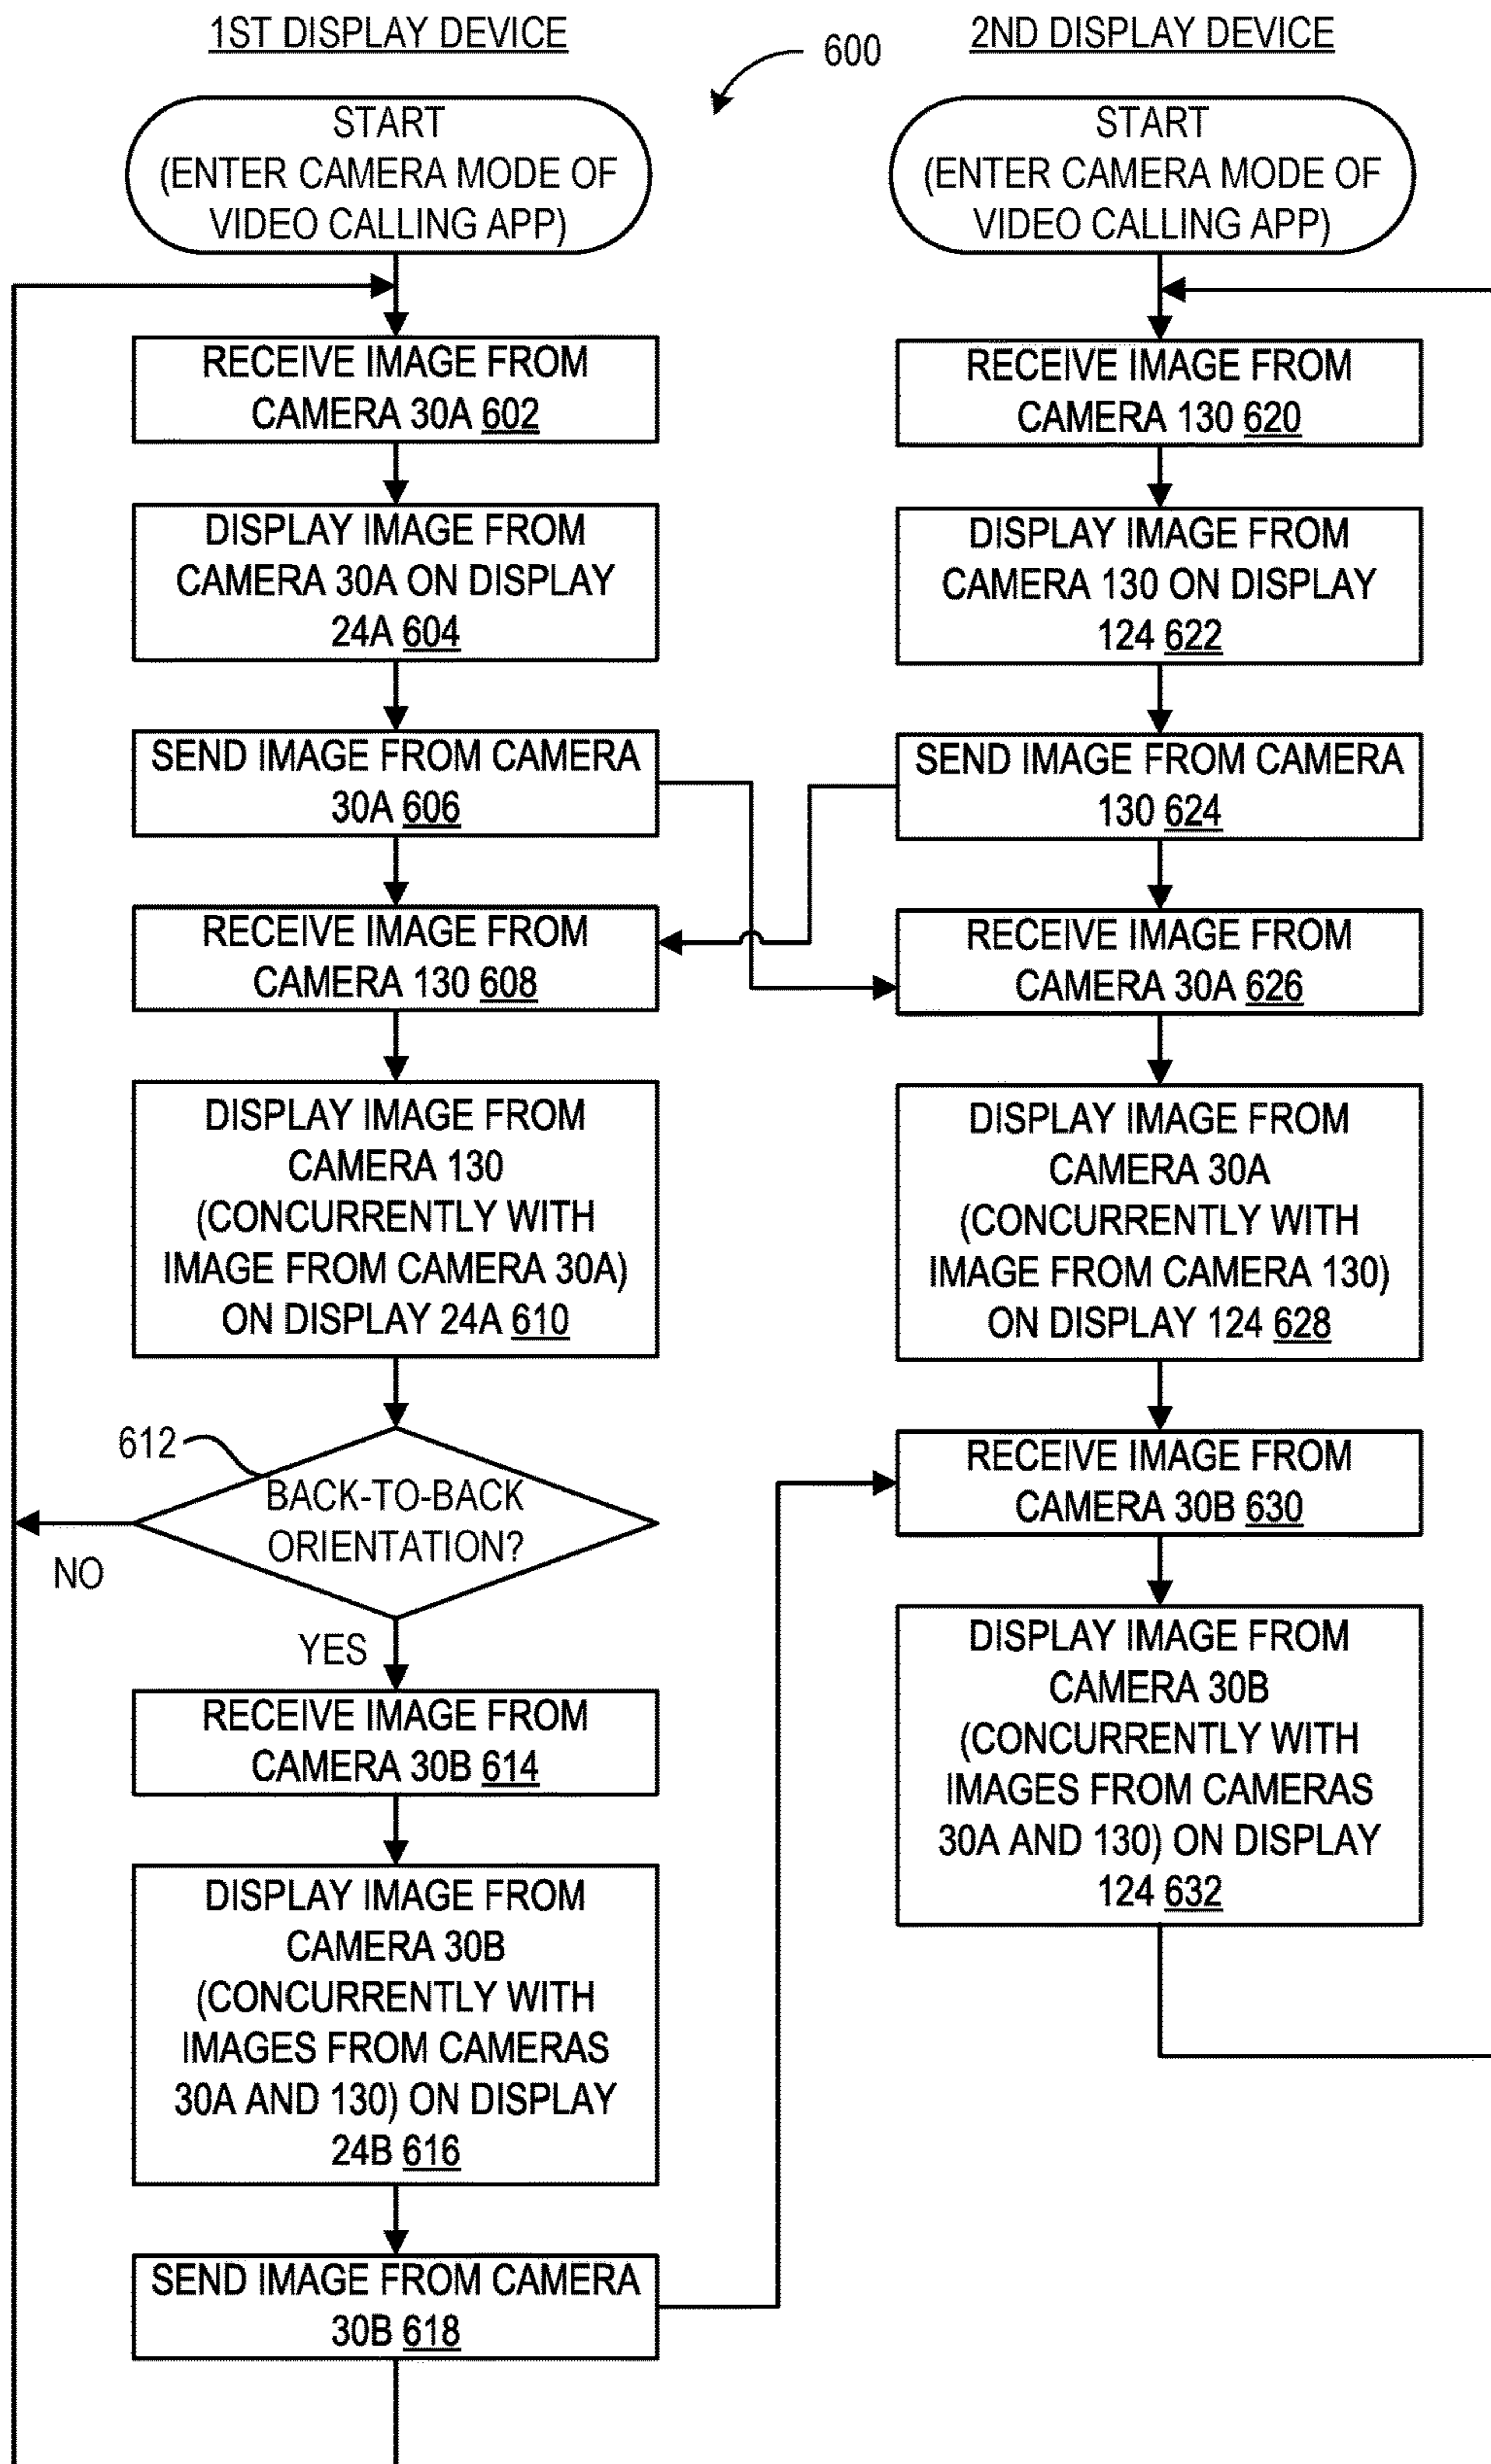 1ST DISPLAY DEVICE
600
2ND DISPLAY DEVICE
START
(ENTER CAMERA MODE OF
VIDEO CALLING APP)
RECEIVE IMAGE FROM
CAMERA 30A 602
DISPLAY IMAGE FROM
CAMERA 30A ON DISPLAY
24A 604
SEND IMAGE FROM CAMERA
30A 606
RECEIVE IMAGE FROM
CAMERA 130 608
DISPLAY IMAGE FROM
CAMERA 130
(CONCURRENTLY WITH
IMAGE FROM CAMERA 30A)
ON DISPLAY 24A 610
612
BACK-TO-BACK
ORIENTATION?
NO
YES
RECEIVE IMAGE FROM
CAMERA 30B 614
DISPLAY IMAGE FROM
CAMERA 30B
(CONCURRENTLY WITH
IMAGES FROM CAMERAS
30A AND 130) ON DISPLAY
24B 616
SEND IMAGE FROM CAMERA
30B 618
START
(ENTER CAMERA MODE OF
VIDEO CALLING APP)
RECEIVE IMAGE FROM
CAMERA 130 620
DISPLAY IMAGE FROM
CAMERA 130 ON DISPLAY
124 622
SEND IMAGE FROM CAMERA
130 624
RECEIVE IMAGE FROM
CAMERA 30A 626
DISPLAY IMAGE FROM
CAMERA 30A
(CONCURRENTLY WITH
IMAGE FROM CAMERA 130)
ON DISPLAY 124 628
RECEIVE IMAGE FROM
CAMERA 30B 630
DISPLAY IMAGE FROM
CAMERA 30B
(CONCURRENTLY WITH
IMAGES FROM CAMERAS
30A AND 130) ON DISPLAY
124 632